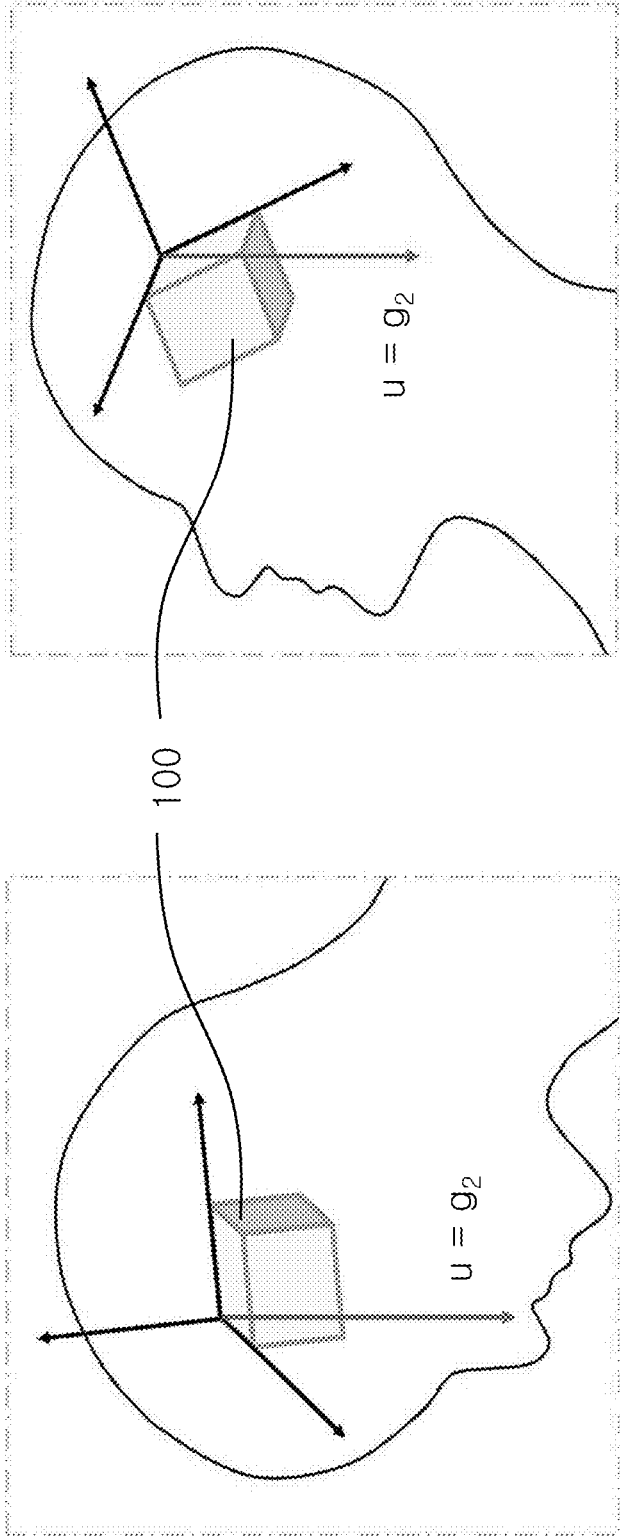 u = g₂
100
u = g₂